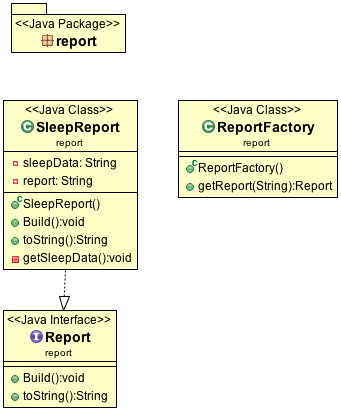 <<Java Package>>
report
<<Java Class>>
SleepReport
report
sleepData: String
report: String
SleepReport()
Build():void
toString():String
getSleepData():void
<<Java Class>>
ReportFactory
report
ReportFactory()
getReport(String):Report
<<Java Interface>>
Report
report
Build():void
toString():String